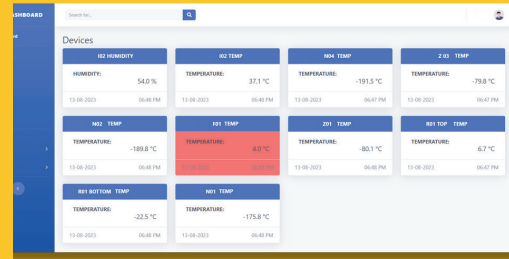 ASHBOARD
Search for...
Devices
I02 HUMIDITY
HUMIDITY:
54.0 %
13-08-2023 06:48 PM
I02 TEMP
TEMPERATURE:
37.1 °C
13-08-2023 06:48 PM
N04 TEMP
TEMPERATURE:
-191.5 °C
13-08-2023 06:47 PM
Z 03 TEMP
TEMPERATURE:
-79.8 °C
13-08-2023 06:47 PM
N02 TEMP
TEMPERATURE:
-189.8 °C
13-08-2023 06:48 PM
F01 TEMP
TEMPERATURE:
4.0 °C
Z01 TEMP
TEMPERATURE:
-80.1 °C
13-08-2023 06:48 PM
R01 TOP TEMP
TEMPERATURE:
6.7 °C
13-08-2023 06:47 PM
R01 BOTTOM TEMP
TEMPERATURE:
-22.5 °C
13-08-2023 06:48 PM
N01 TEMP
TEMPERATURE:
-175.8 °C
13-08-2023 06:48 PM